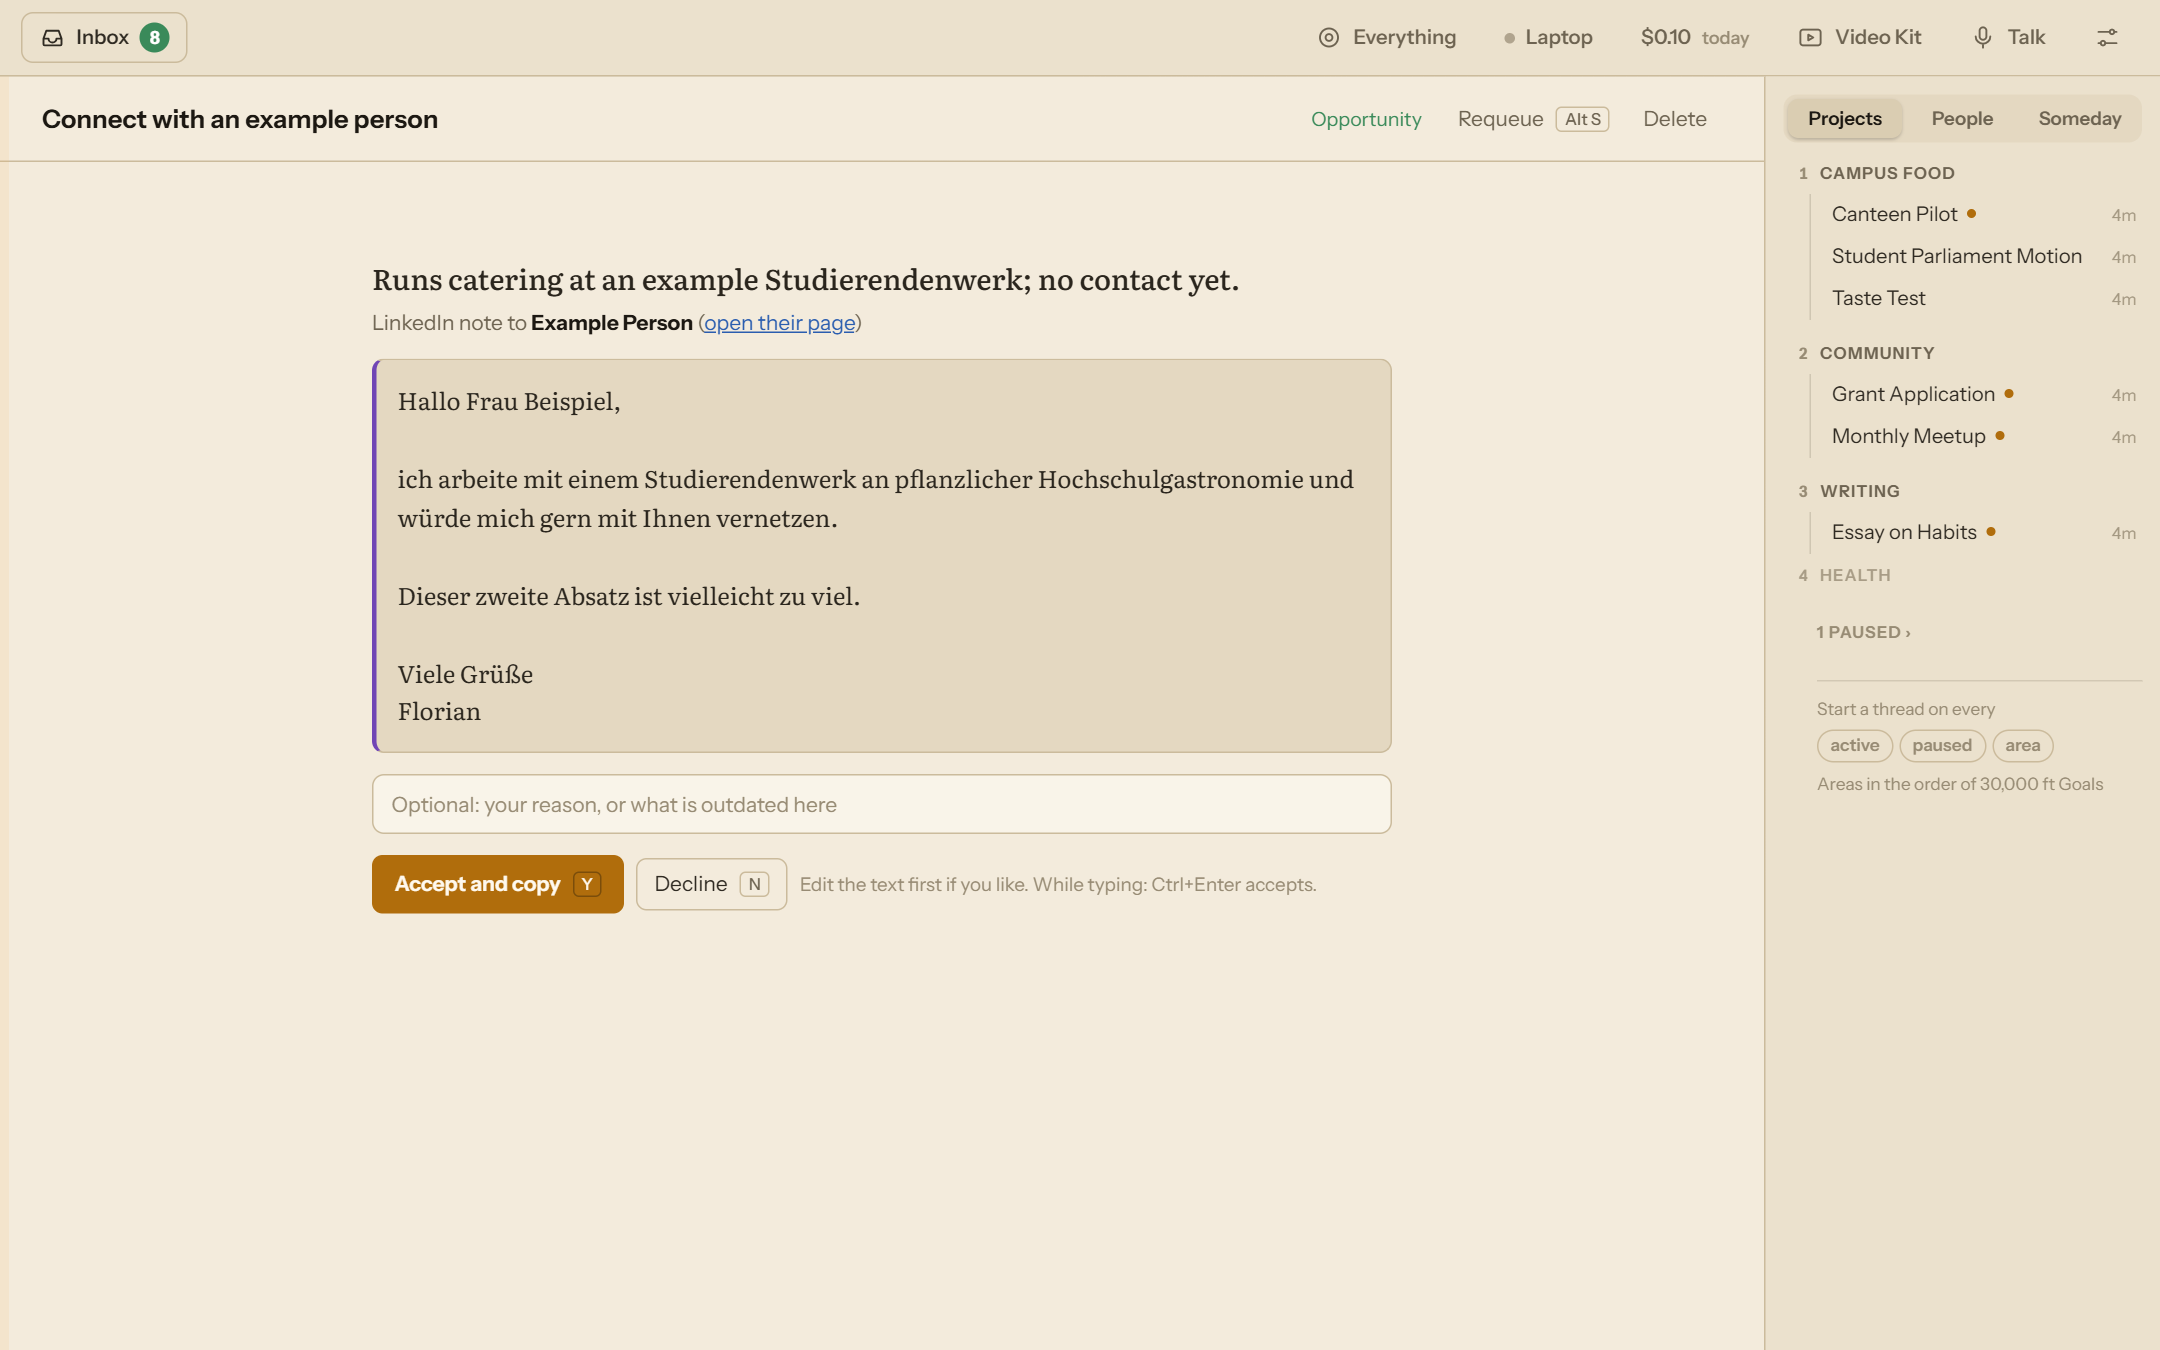 Inbox 8
Everything
Laptop
$0.10 today
Video Kit
Talk
Connect with an example person
Opportunity
Requeue Alt S
Delete
Runs catering at an example Studierendenwerk; no contact yet.
LinkedIn note to Example Person (open their page)
Hallo Frau Beispiel,
ich arbeite mit einem Studierendenwerk an pflanzlicher Hochschulgastronomie und
würde mich gern mit Ihnen vernetzen.
Dieser zweite Absatz ist vielleicht zu viel.
Viele Grüße
Florian
Optional: your reason, or what is outdated here
Accept and copy Y
Decline N
Edit the text first if you like. While typing: Ctrl+Enter accepts.
Projects People Someday
1 CAMPUS FOOD
Canteen Pilot 4m
Student Parliament Motion 4m
Taste Test 4m
2 COMMUNITY
Grant Application 4m
Monthly Meetup 4m
3 WRITING
Essay on Habits 4m
4 HEALTH
1 PAUSED ›
Start a thread on every
active paused area
Areas in the order of 30,000 ft Goals